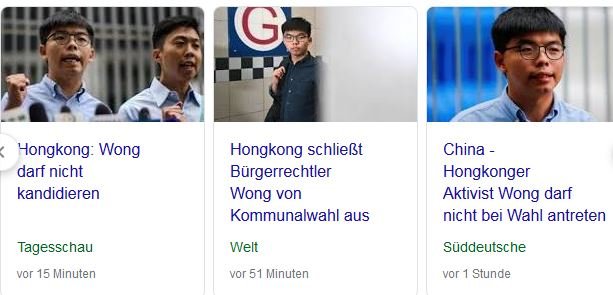 G
Hongkong: Wong
darf nicht
kandidieren
Tagesschau
vor 15 Minuten
Hongkong schließt
Bürgerrechtler
Wong von
Kommunalwahl aus
Welt
vor 51 Minuten
China -
Hongkonger
Aktivist Wong darf
nicht bei Wahl antreten
Süddeutsche
vor 1 Stunde